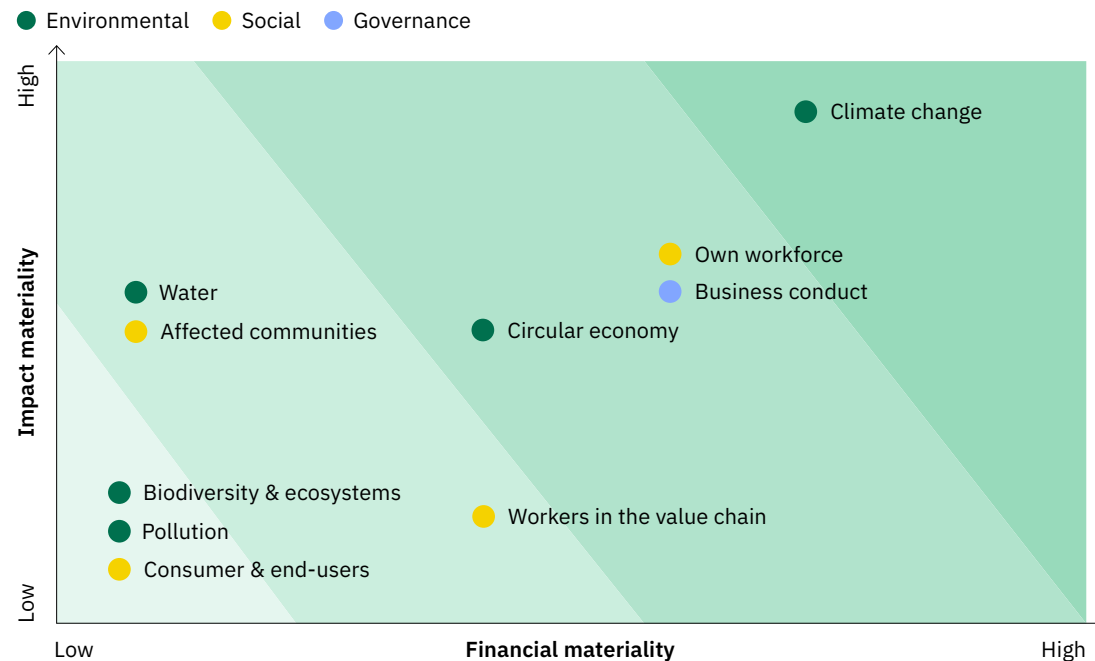 Environmental Social Governance
High
Climate change
Own workforce
Business conduct
Water
Affected communities
Circular economy
Impact materiality
Biodiversity & ecosystems
Workers in the value chain
Pollution
Consumer & end-users
Low
Low Financial materiality High